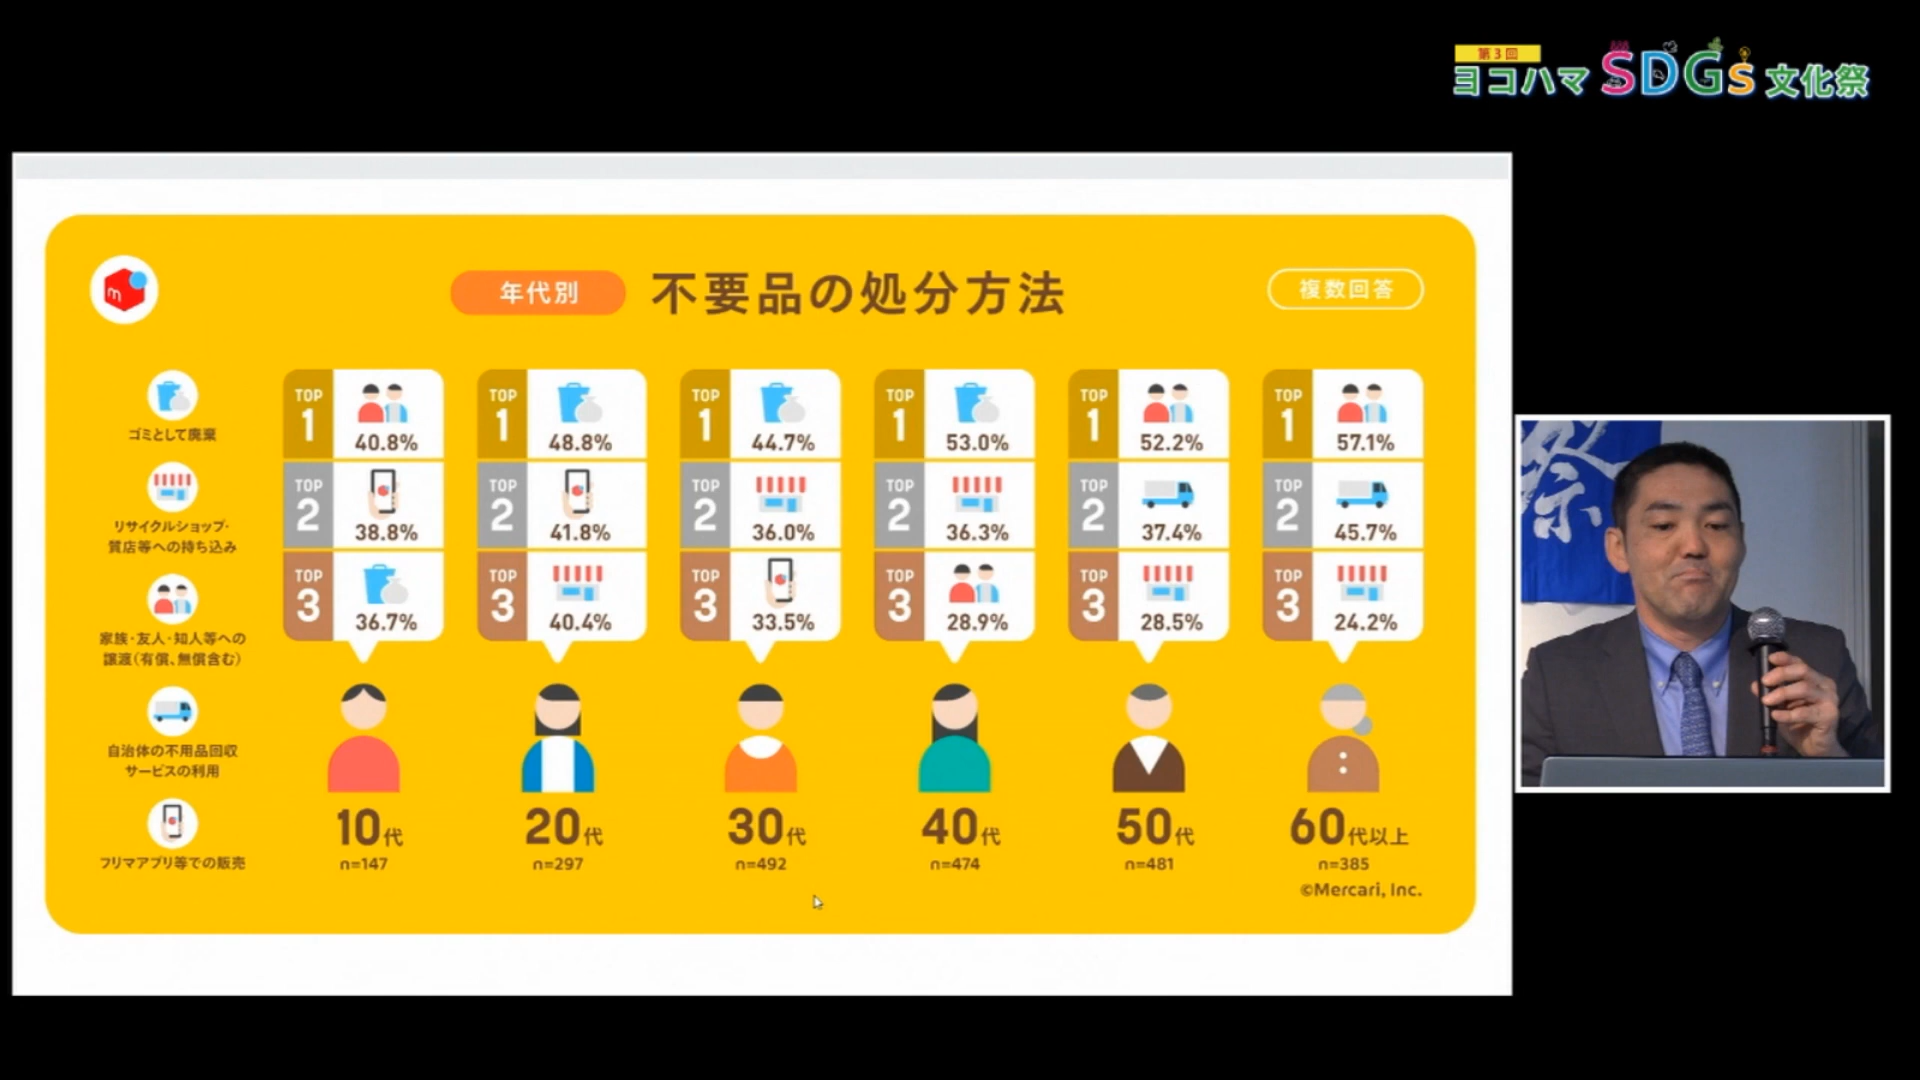 第3回
ヨコハマ SDGs 文化祭
年代別 不要品の処分方法 複数回答
ゴミとして廃棄
リサイクルショップ・
質店等への持ち込み
家族・友人・知人等への
譲渡(有償、無償含む)
自治体の不用品回収
サービスの利用
フリマアプリ等での販売
TOP 1 40.8%
TOP 2 38.8%
TOP 3 36.7%
10代
n=147
TOP 1 48.8%
TOP 2 41.8%
TOP 3 40.4%
20代
n=297
TOP 1 44.7%
TOP 2 36.0%
TOP 3 33.5%
30代
n=492
TOP 1 53.0%
TOP 2 36.3%
TOP 3 28.9%
40代
n=474
TOP 1 52.2%
TOP 2 37.4%
TOP 3 28.5%
50代
n=481
TOP 1 57.1%
TOP 2 45.7%
TOP 3 24.2%
60代以上
n=385
©Mercari, Inc.
祭